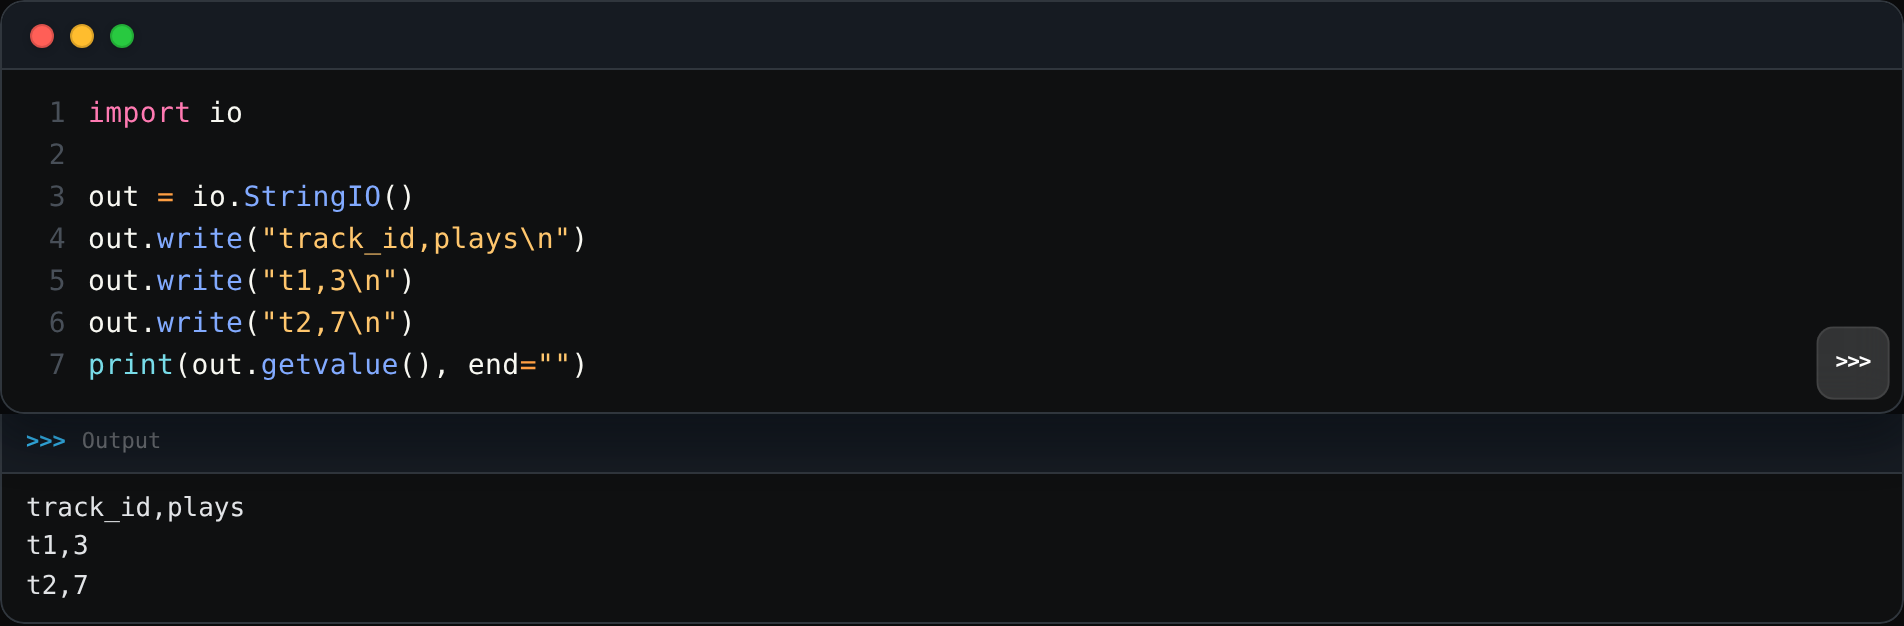 1 import io
2
3 out = io.StringIO()
4 out.write("track_id,plays\n")
5 out.write("t1,3\n")
6 out.write("t2,7\n")
7 print(out.getvalue(), end="")
>>>
>>> Output
track_id,plays
t1,3
t2,7